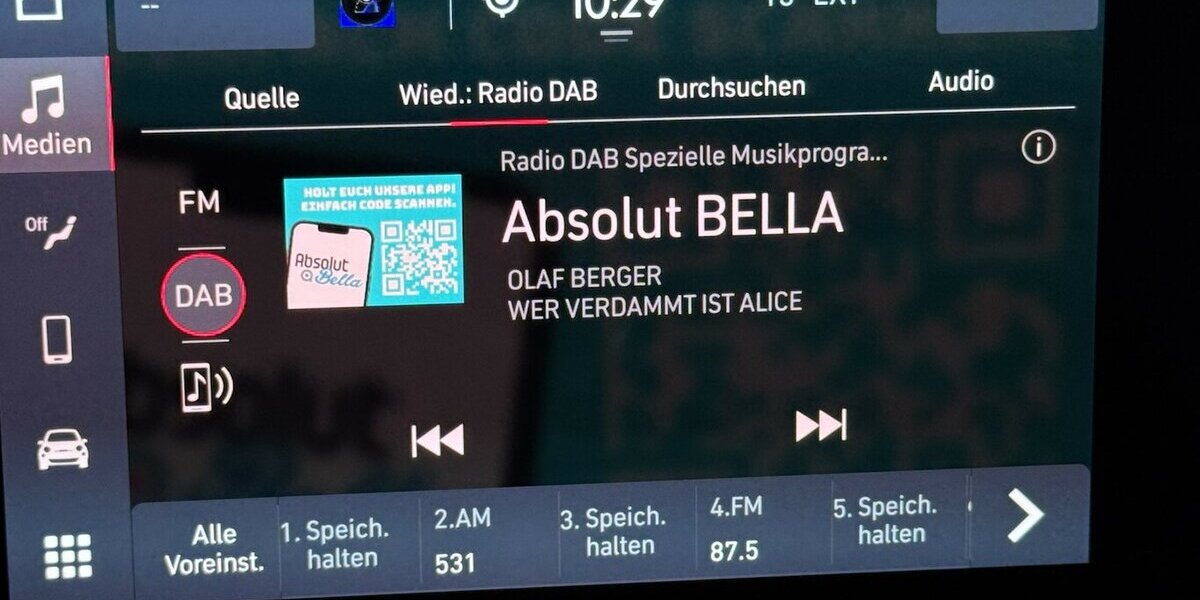 --
10:29
Quelle
Wied.: Radio DAB
Durchsuchen
Audio
Medien
Radio DAB Spezielle Musikprogra...
i
FM
HOLT EUCH UNSERE APP!
EINFACH CODE SCANNEN.
Absolut
Bella
Absolut BELLA
Off
DAB
OLAF BERGER
WER VERDAMMT IST ALICE
Alle
Voreinst.
1. Speich.
halten
2.AM
531
3. Speich.
halten
4.FM
87.5
5. Speich.
halten